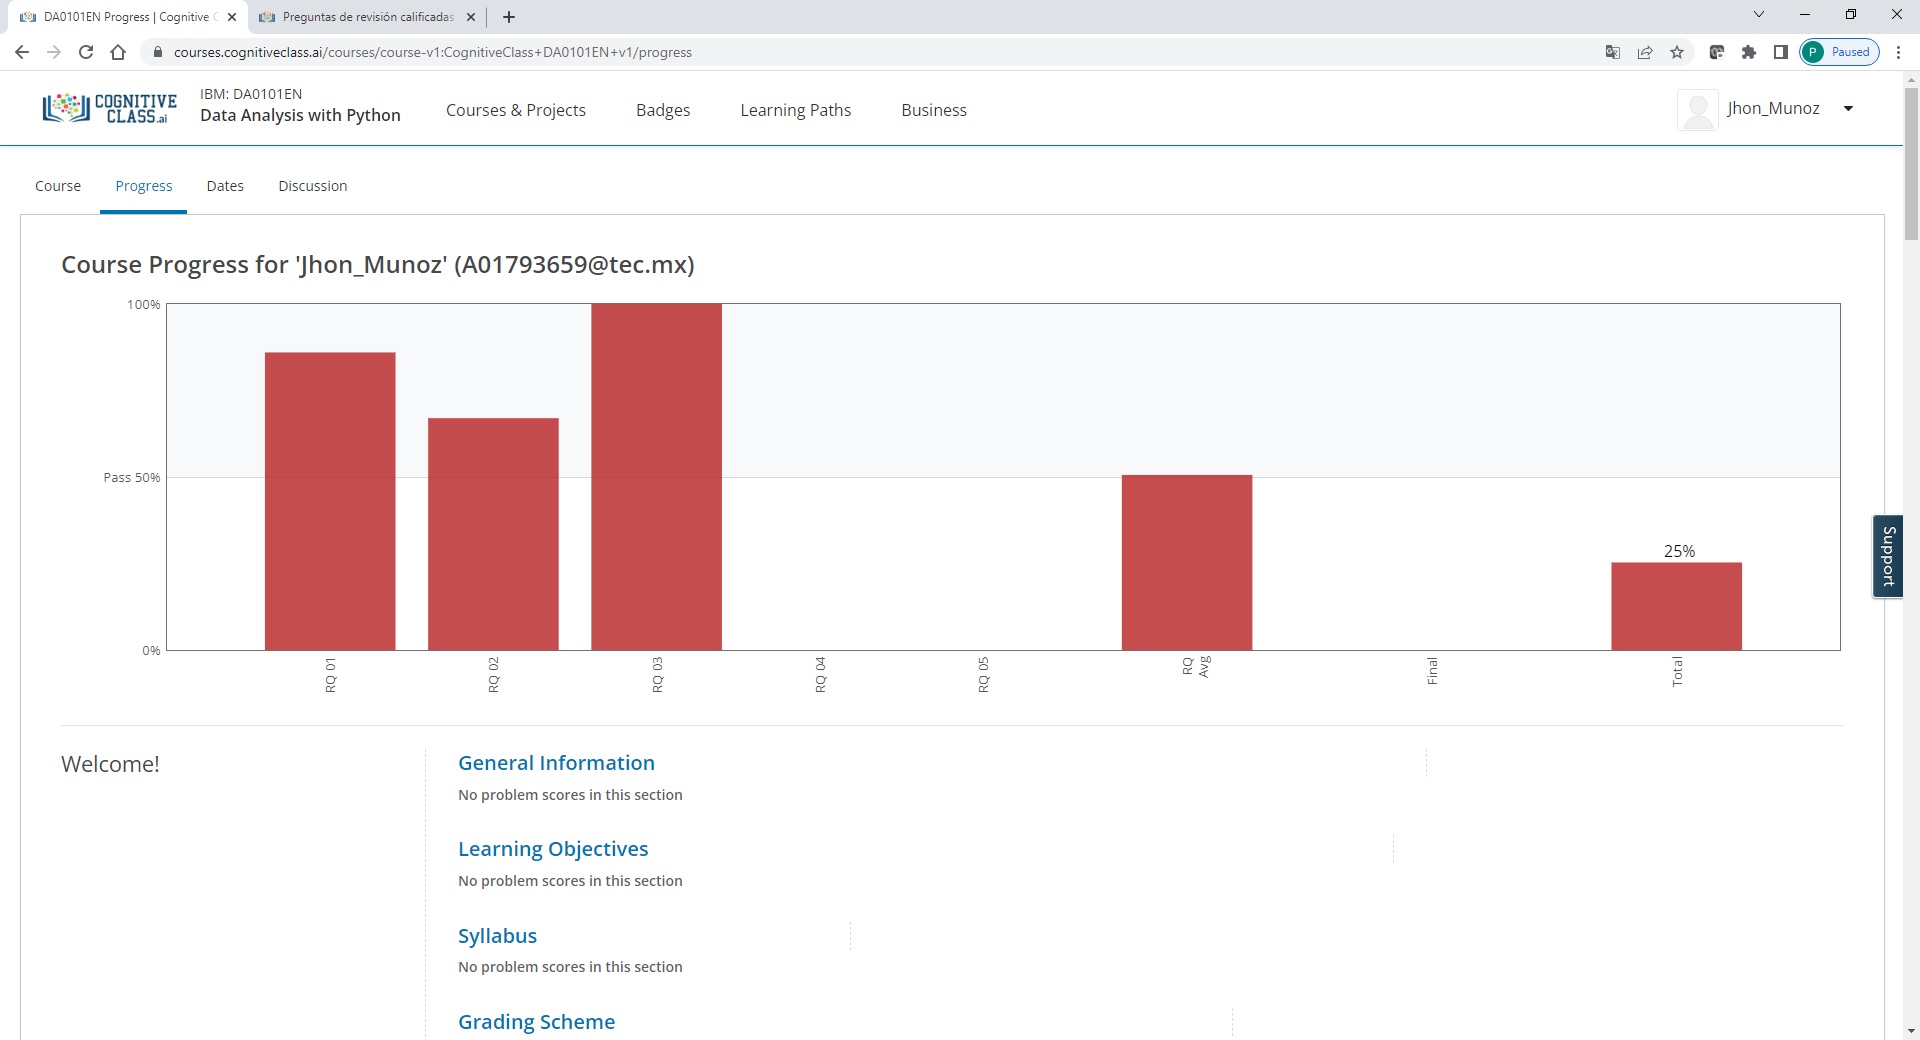 DA0101EN Progress | Cognitive C
Preguntas de revisión calificadas
courses.cognitiveclass.ai/courses/course-v1:CognitiveClass+DA0101EN+v1/progress
P Paused
COGNITIVE
CLASS.ai
IBM: DA0101EN
Data Analysis with Python
Courses & Projects
Badges
Learning Paths
Business
Jhon_Munoz
Course
Progress
Dates
Discussion
Course Progress for 'Jhon_Munoz' (A01793659@tec.mx)
100%
Pass 50%
0%
25%
RQ 01
RQ 02
RQ 03
RQ 04
RQ 05
RQ
Avg
Final
Total
Support
Welcome!
General Information
No problem scores in this section
Learning Objectives
No problem scores in this section
Syllabus
No problem scores in this section
Grading Scheme